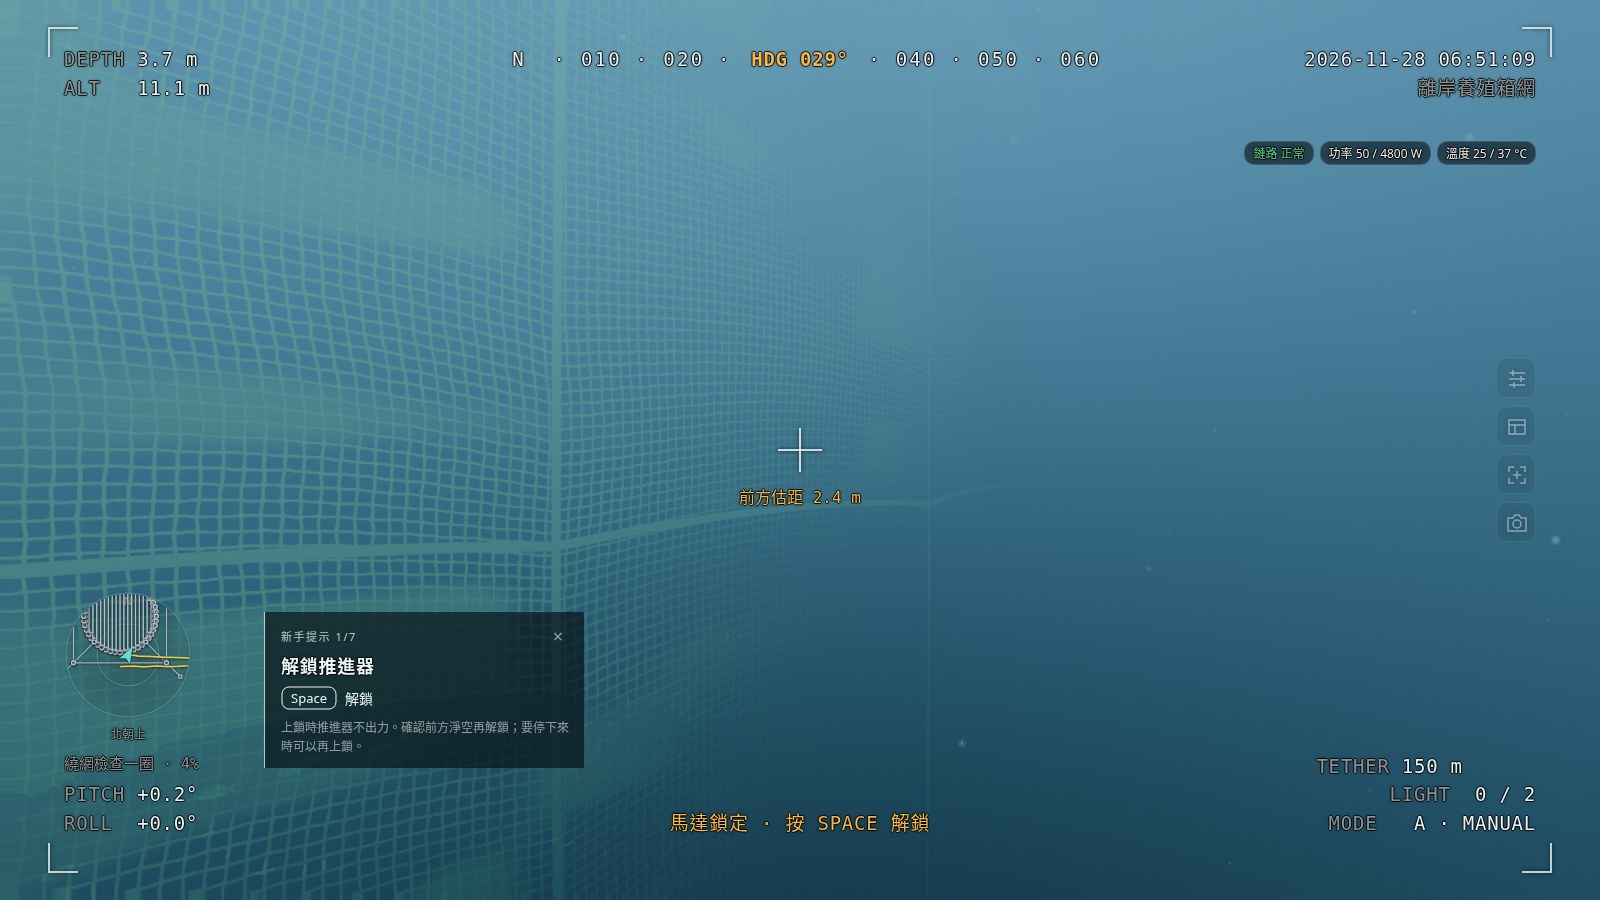 DEPTH 3.7 m
ALT 11.1 m
N · 010 · 020 · HDG 029° · 040 · 050 · 060
2026-11-28 06:51:09
離岸養殖箱網
鏈路 正常
功率 50 / 4800 W
溫度 25 / 37 °C
前方估距 2.4 m
北朝上
繞網檢查一圈 · 4%
PITCH +0.2°
ROLL +0.0°
新手提示 1/7
解鎖推進器
Space 解鎖
上鎖時推進器不出力。確認前方淨空再解鎖；要停下來
時可以再上鎖。
馬達鎖定 · 按 SPACE 解鎖
TETHER 150 m
LIGHT 0 / 2
MODE A · MANUAL